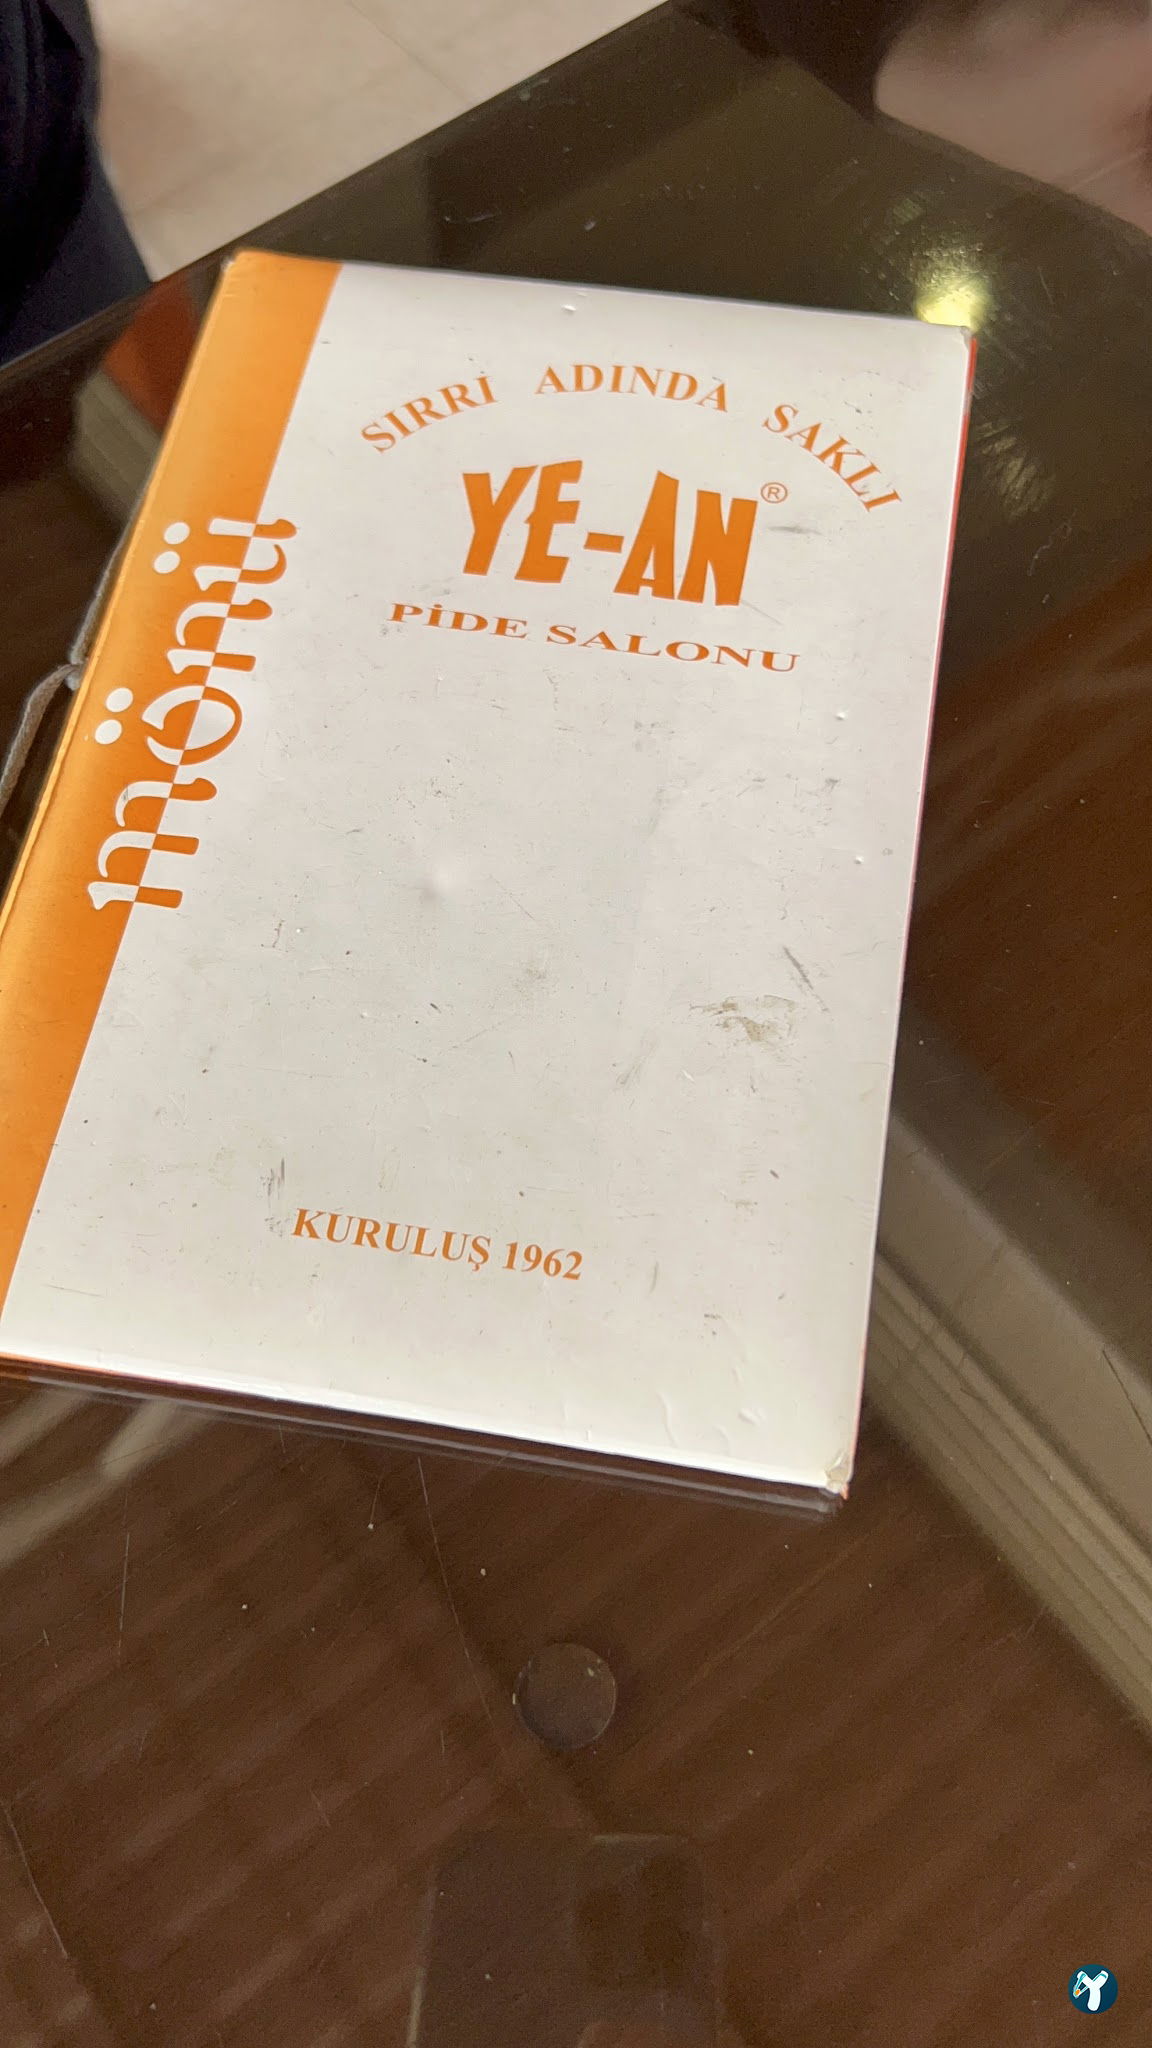 SIRRİ ADINDA SAKLI
YE-AN®
PİDE SALONU
menü
KURULUŞ 1962